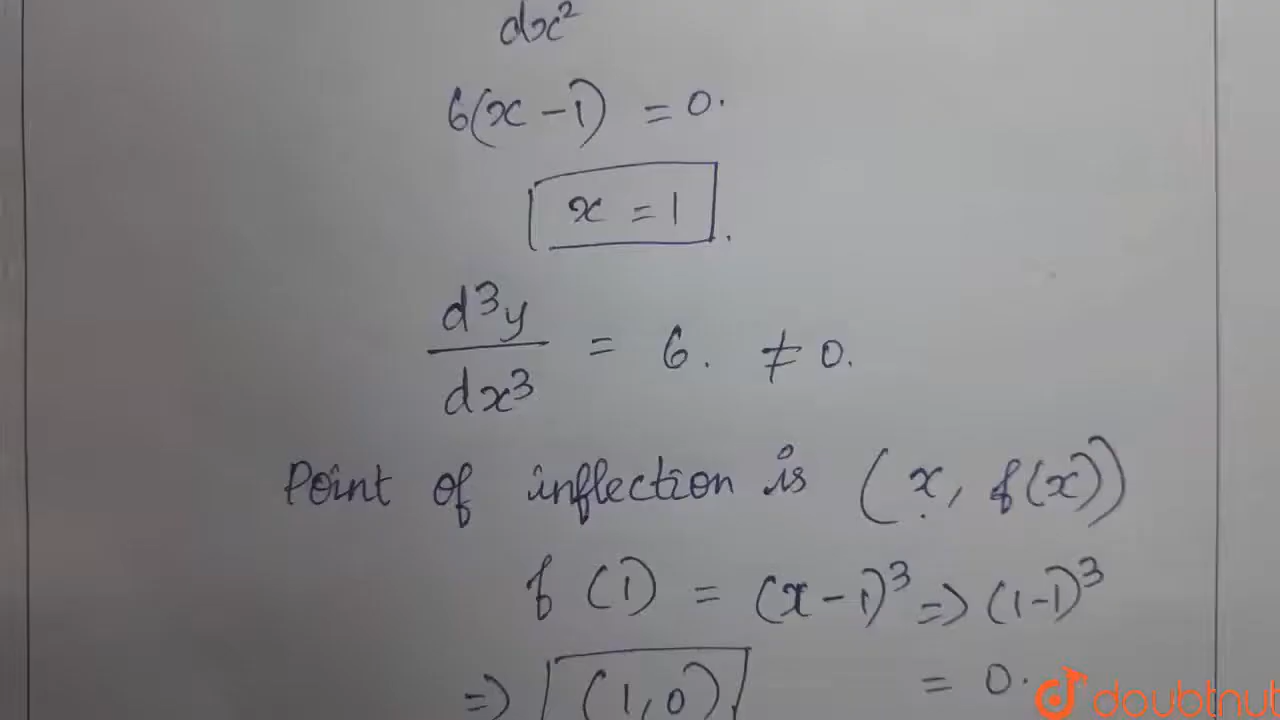 dx²
6(x-1) = 0.
x = 1.
d³y/dx³ = 6. ≠ 0.
Point of inflection is (x, f(x))
f(1) = (x-1)³ => (1-1)³
= 0.
=> (1,0)
doubtnut